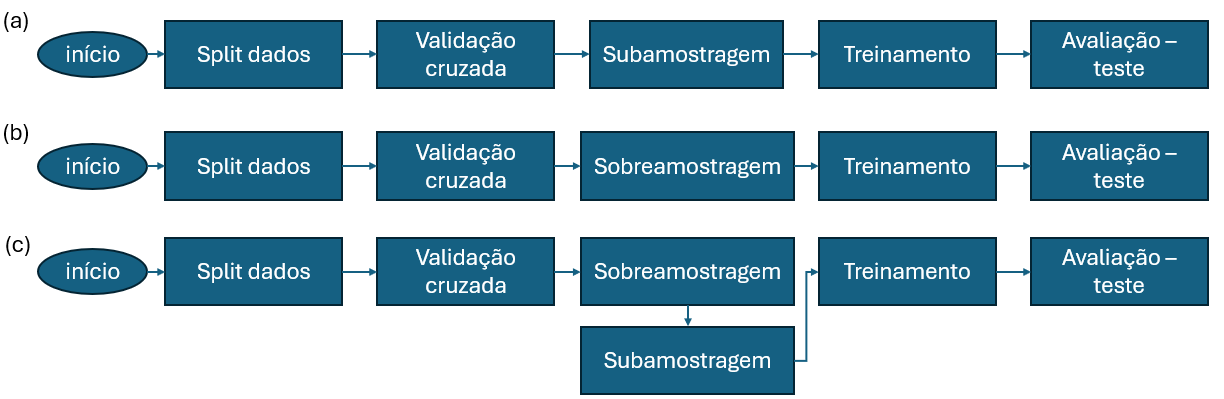 (a)
início
Split dados
Validação
cruzada
Subamostragem
Treinamento
Avaliação –
teste
(b)
início
Split dados
Validação
cruzada
Sobreamostragem
Treinamento
Avaliação –
teste
(c)
início
Split dados
Validação
cruzada
Sobreamostragem
Subamostragem
Treinamento
Avaliação –
teste